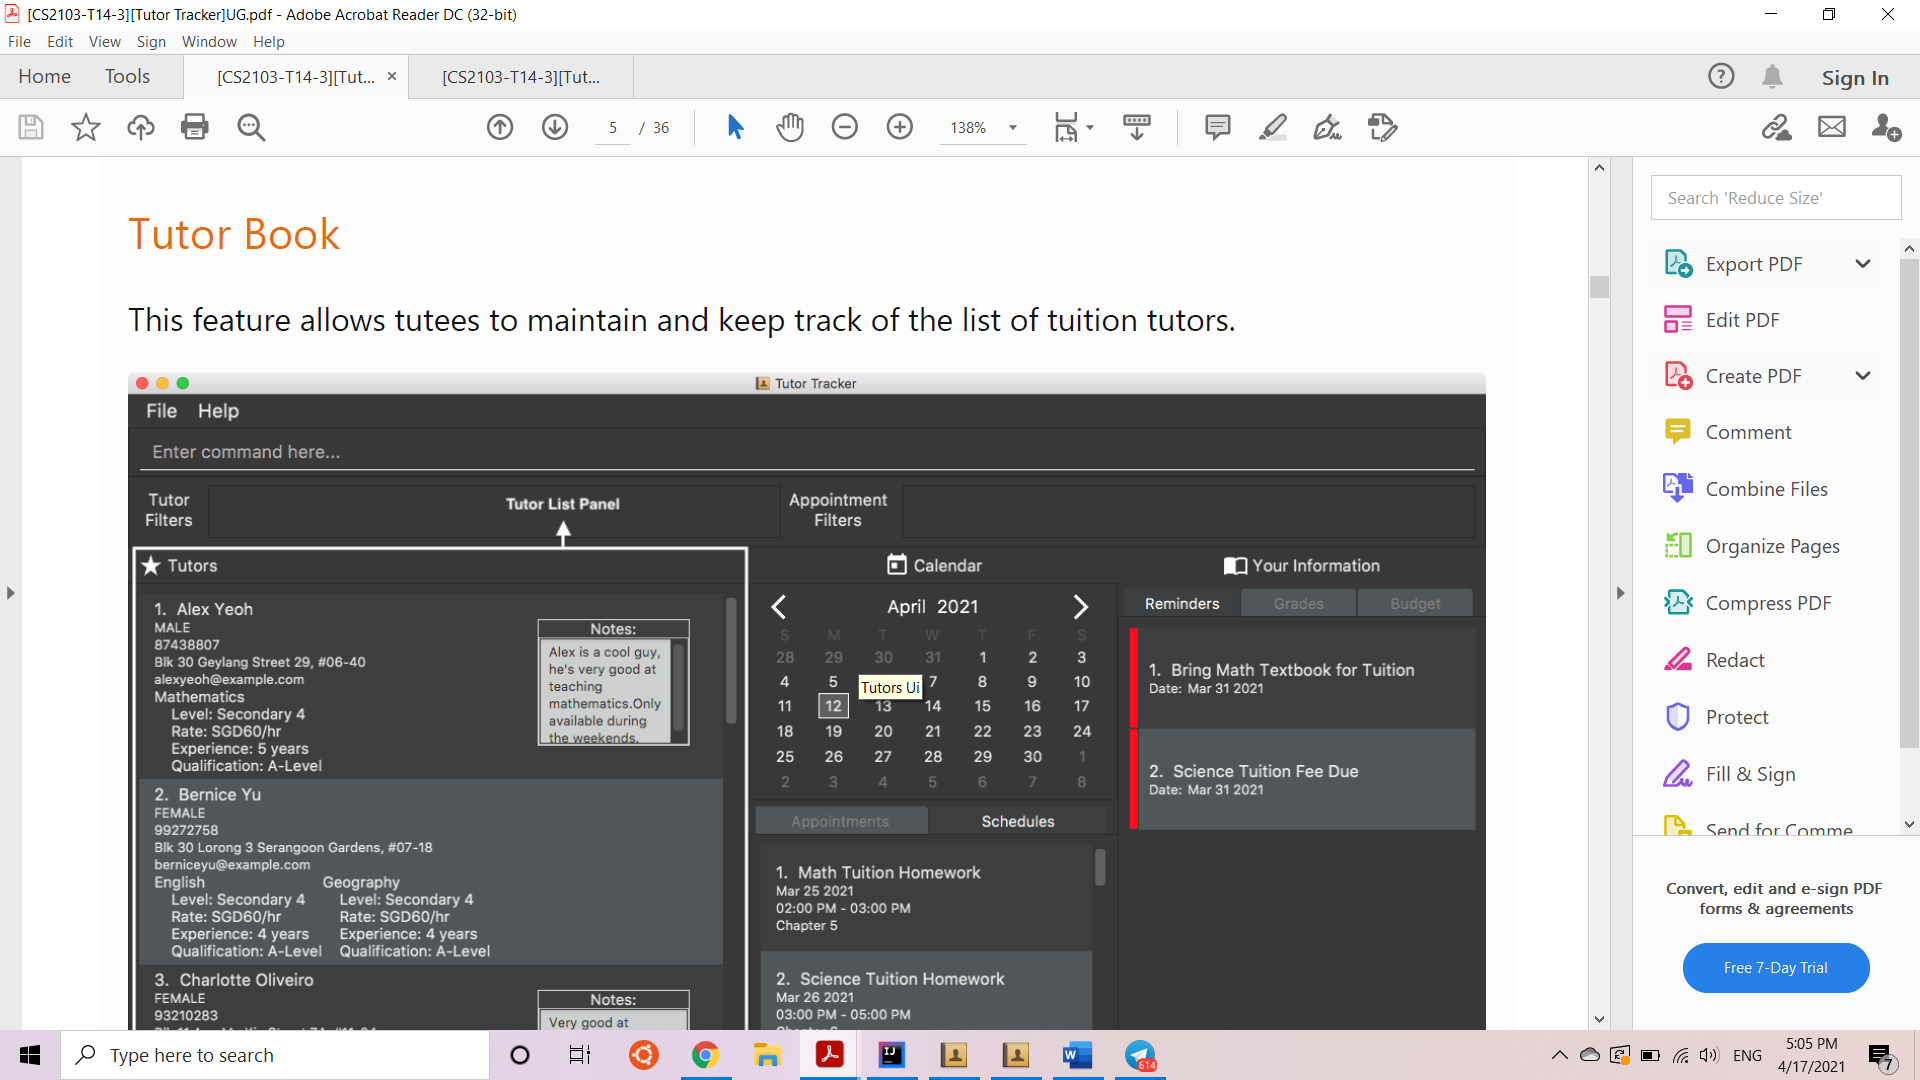 [CS2103-T14-3][Tutor Tracker]UG.pdf - Adobe Acrobat Reader DC (32-bit)
File Edit View Sign Window Help
Home Tools [CS2103-T14-3][Tut... × [CS2103-T14-3][Tut... Sign In
5 / 36 138%
Tutor Book
This feature allows tutees to maintain and keep track of the list of tuition tutors.
Tutor Tracker
File Help
Enter command here...
Tutor Filters
Tutor List Panel
Appointment Filters
Tutors
1. Alex Yeoh
MALE
87438807
Blk 30 Geylang Street 29, #06-40
alexyeoh@example.com
Mathematics
Level: Secondary 4
Rate: SGD60/hr
Experience: 5 years
Qualification: A-Level
Notes:
Alex is a cool guy,
he's very good at
teaching
mathematics.Only
available during
the weekends.
2. Bernice Yu
FEMALE
99272758
Blk 30 Lorong 3 Serangoon Gardens, #07-18
berniceyu@example.com
English Geography
Level: Secondary 4 Level: Secondary 4
Rate: SGD60/hr Rate: SGD60/hr
Experience: 4 years Experience: 4 years
Qualification: A-Level Qualification: A-Level
3. Charlotte Oliveiro
FEMALE
93210283
Notes:
Very good at
Calendar
April 2021
S M T W T F S
28 29 30 31 1 2 3
4 5 7 8 9 10
Tutors Ui
11 12 13 14 15 16 17
18 19 20 21 22 23 24
25 26 27 28 29 30 1
2 3 4 5 6 7 8
Appointments Schedules
1. Math Tuition Homework
Mar 25 2021
02:00 PM - 03:00 PM
Chapter 5
2. Science Tuition Homework
Mar 26 2021
03:00 PM - 05:00 PM
Your Information
Reminders Grades Budget
1. Bring Math Textbook for Tuition
Date: Mar 31 2021
2. Science Tuition Fee Due
Date: Mar 31 2021
Search 'Reduce Size'
Export PDF
Edit PDF
Create PDF
Comment
Combine Files
Organize Pages
Compress PDF
Redact
Protect
Fill & Sign
Send for Comme
Convert, edit and e-sign PDF
forms & agreements
Free 7-Day Trial
Type here to search
IJ
W
614
ENG
5:05 PM
4/17/2021
7